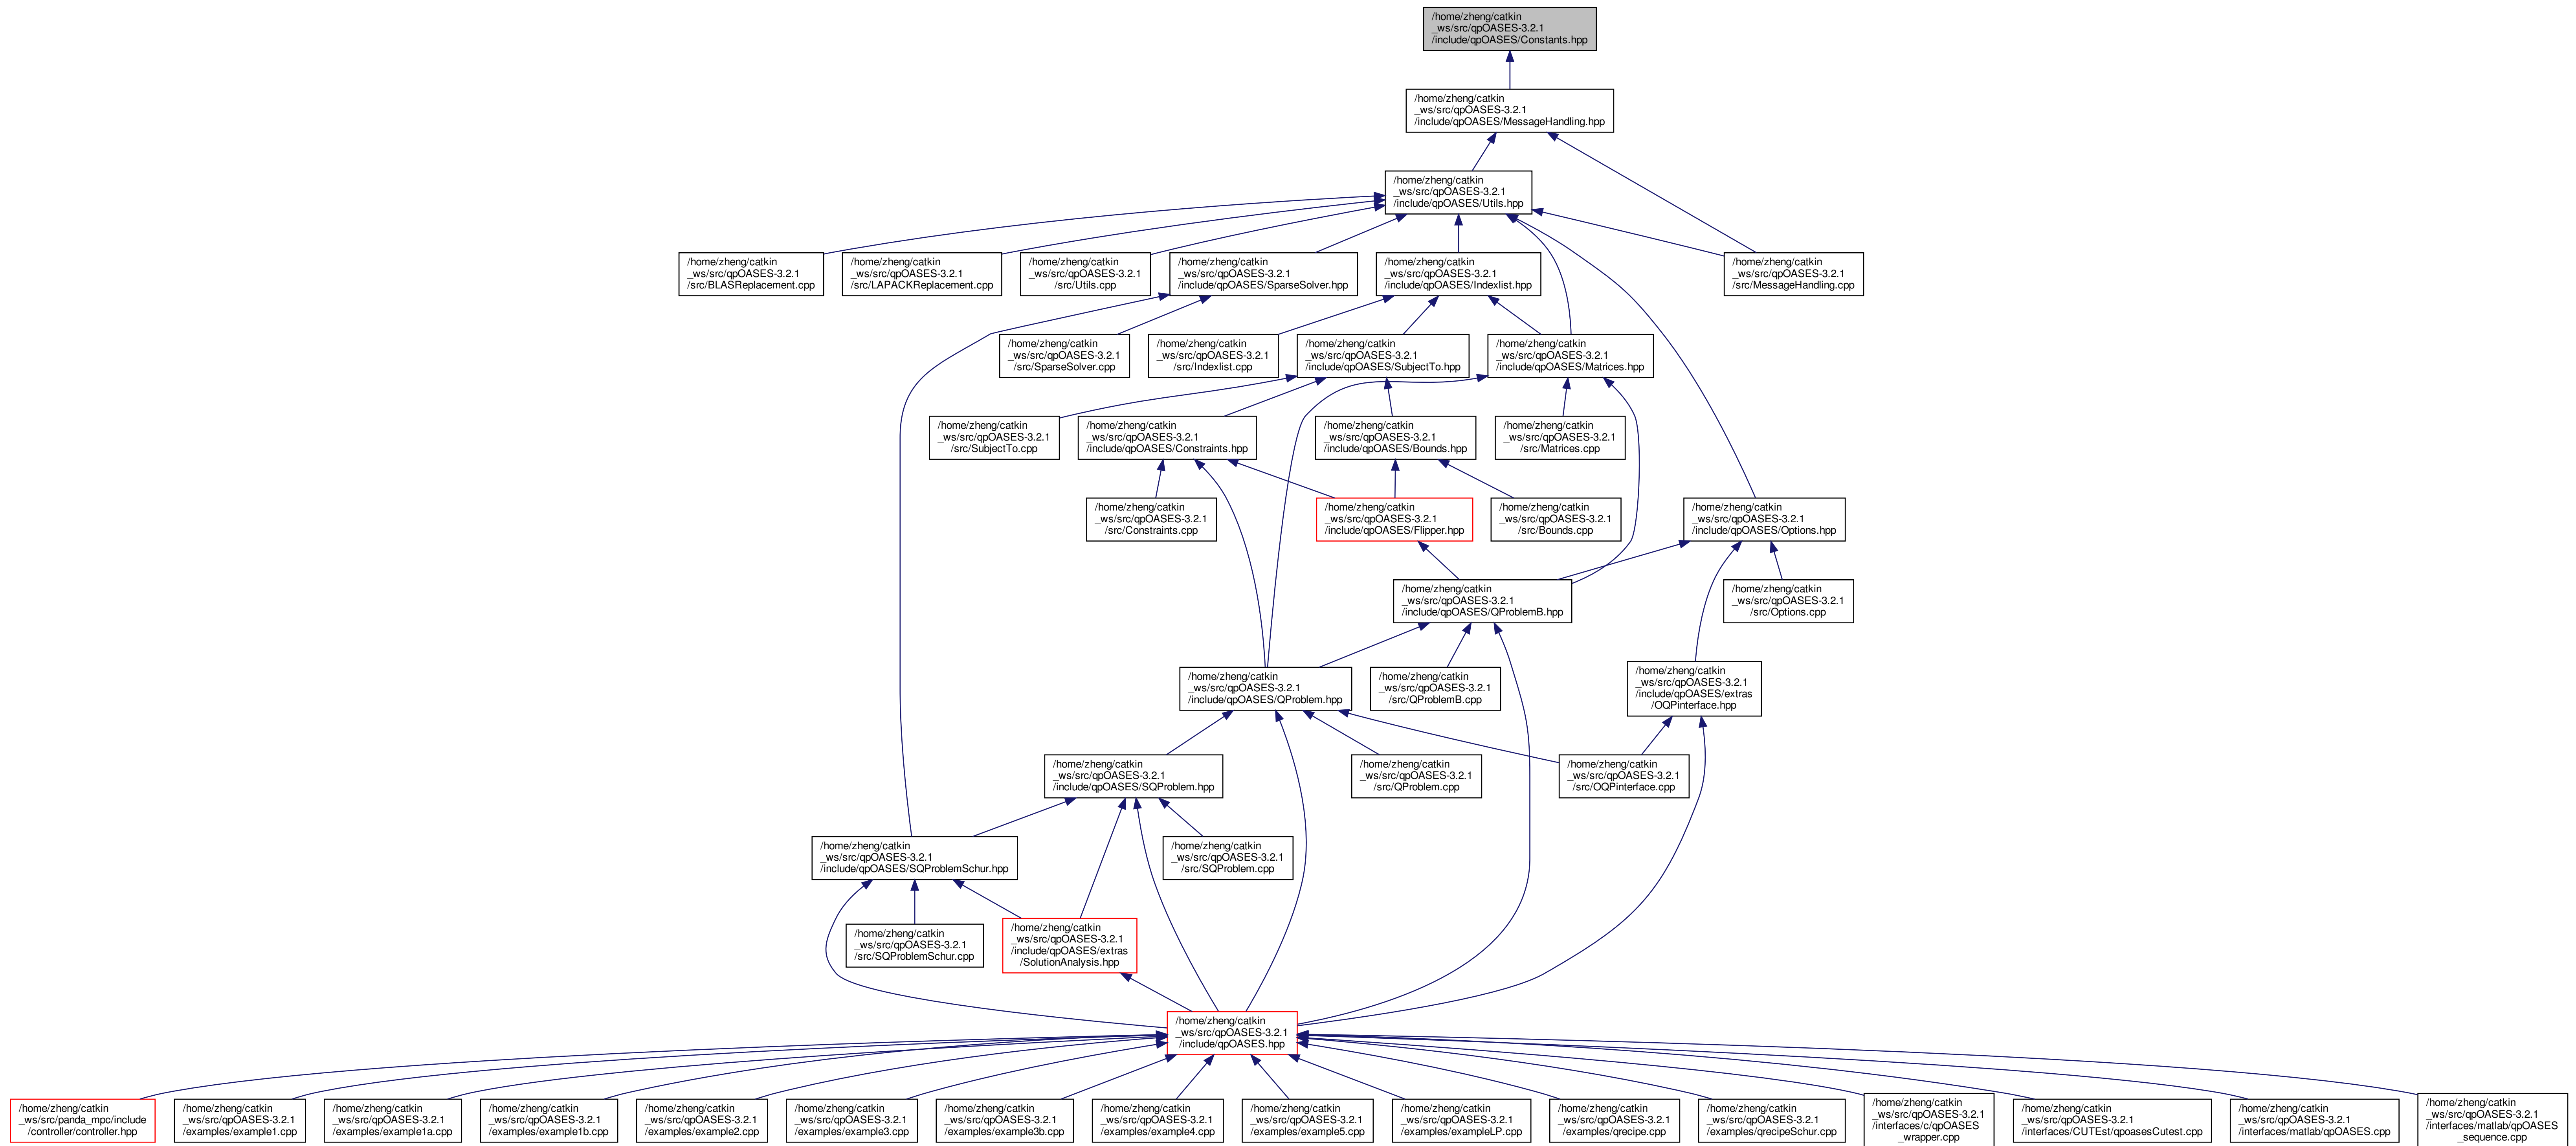 /home/zheng/catkin
_ws/src/qpOASES-3.2.1
/include/qpOASES/Constants.hpp
/home/zheng/catkin
_ws/src/qpOASES-3.2.1
/include/qpOASES/MessageHandling.hpp
/home/zheng/catkin
_ws/src/qpOASES-3.2.1
/include/qpOASES/Utils.hpp
/home/zheng/catkin
_ws/src/qpOASES-3.2.1
/src/BLASReplacement.cpp
/home/zheng/catkin
_ws/src/qpOASES-3.2.1
/src/LAPACKReplacement.cpp
/home/zheng/catkin
_ws/src/qpOASES-3.2.1
/src/Utils.cpp
/home/zheng/catkin
_ws/src/qpOASES-3.2.1
/include/qpOASES/SparseSolver.hpp
/home/zheng/catkin
_ws/src/qpOASES-3.2.1
/include/qpOASES/Indexlist.hpp
/home/zheng/catkin
_ws/src/qpOASES-3.2.1
/src/MessageHandling.cpp
/home/zheng/catkin
_ws/src/qpOASES-3.2.1
/src/SparseSolver.cpp
/home/zheng/catkin
_ws/src/qpOASES-3.2.1
/src/Indexlist.cpp
/home/zheng/catkin
_ws/src/qpOASES-3.2.1
/include/qpOASES/SubjectTo.hpp
/home/zheng/catkin
_ws/src/qpOASES-3.2.1
/include/qpOASES/Matrices.hpp
/home/zheng/catkin
_ws/src/qpOASES-3.2.1
/src/SubjectTo.cpp
/home/zheng/catkin
_ws/src/qpOASES-3.2.1
/include/qpOASES/Constraints.hpp
/home/zheng/catkin
_ws/src/qpOASES-3.2.1
/include/qpOASES/Bounds.hpp
/home/zheng/catkin
_ws/src/qpOASES-3.2.1
/src/Matrices.cpp
/home/zheng/catkin
_ws/src/qpOASES-3.2.1
/src/Constraints.cpp
/home/zheng/catkin
_ws/src/qpOASES-3.2.1
/include/qpOASES/Flipper.hpp
/home/zheng/catkin
_ws/src/qpOASES-3.2.1
/src/Bounds.cpp
/home/zheng/catkin
_ws/src/qpOASES-3.2.1
/include/qpOASES/Options.hpp
/home/zheng/catkin
_ws/src/qpOASES-3.2.1
/include/qpOASES/QProblemB.hpp
/home/zheng/catkin
_ws/src/qpOASES-3.2.1
/src/Options.cpp
/home/zheng/catkin
_ws/src/qpOASES-3.2.1
/include/qpOASES/QProblem.hpp
/home/zheng/catkin
_ws/src/qpOASES-3.2.1
/src/QProblemB.cpp
/home/zheng/catkin
_ws/src/qpOASES-3.2.1
/include/qpOASES/extras
/OQPinterface.hpp
/home/zheng/catkin
_ws/src/qpOASES-3.2.1
/include/qpOASES/SQProblem.hpp
/home/zheng/catkin
_ws/src/qpOASES-3.2.1
/src/QProblem.cpp
/home/zheng/catkin
_ws/src/qpOASES-3.2.1
/src/OQPinterface.cpp
/home/zheng/catkin
_ws/src/qpOASES-3.2.1
/include/qpOASES/SQProblemSchur.hpp
/home/zheng/catkin
_ws/src/qpOASES-3.2.1
/src/SQProblem.cpp
/home/zheng/catkin
_ws/src/qpOASES-3.2.1
/src/SQProblemSchur.cpp
/home/zheng/catkin
_ws/src/qpOASES-3.2.1
/include/qpOASES/extras
/SolutionAnalysis.hpp
/home/zheng/catkin
_ws/src/qpOASES-3.2.1
/include/qpOASES.hpp
/home/zheng/catkin
_ws/src/panda_mpc/include
/controller/controller.hpp
/home/zheng/catkin
_ws/src/qpOASES-3.2.1
/examples/example1.cpp
/home/zheng/catkin
_ws/src/qpOASES-3.2.1
/examples/example1a.cpp
/home/zheng/catkin
_ws/src/qpOASES-3.2.1
/examples/example1b.cpp
/home/zheng/catkin
_ws/src/qpOASES-3.2.1
/examples/example2.cpp
/home/zheng/catkin
_ws/src/qpOASES-3.2.1
/examples/example3.cpp
/home/zheng/catkin
_ws/src/qpOASES-3.2.1
/examples/example3b.cpp
/home/zheng/catkin
_ws/src/qpOASES-3.2.1
/examples/example4.cpp
/home/zheng/catkin
_ws/src/qpOASES-3.2.1
/examples/example5.cpp
/home/zheng/catkin
_ws/src/qpOASES-3.2.1
/examples/exampleLP.cpp
/home/zheng/catkin
_ws/src/qpOASES-3.2.1
/examples/qrecipe.cpp
/home/zheng/catkin
_ws/src/qpOASES-3.2.1
/examples/qrecipeSchur.cpp
/home/zheng/catkin
_ws/src/qpOASES-3.2.1
/interfaces/c/qpOASES
_wrapper.cpp
/home/zheng/catkin
_ws/src/qpOASES-3.2.1
/interfaces/CUTEst/qpoasesCutest.cpp
/home/zheng/catkin
_ws/src/qpOASES-3.2.1
/interfaces/matlab/qpOASES.cpp
/home/zheng/catkin
_ws/src/qpOASES-3.2.1
/interfaces/matlab/qpOASES
_sequence.cpp